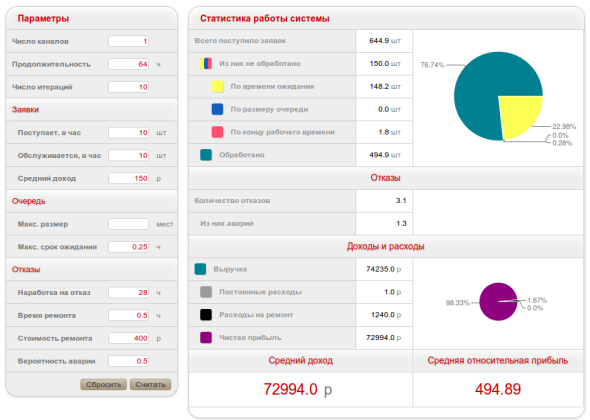 Параметры
Число каналов 1
Продолжительность 64 ч
Число итераций 10
Заявки
Поступает, в час 10 шт
Обслуживается, в час 10 шт
Средний доход 150 р
Очередь
Макс. размер мест
Макс. срок ожидания 0.25 ч
Отказы
Наработка на отказ 28 ч
Время ремонта 0.5 ч
Стоимость ремонта 400 р
Вероятность аварии 0.5
Сбросить Считать
Статистика работы системы
Всего поступило заявок 644.9 шт
Из них не обработано 150.0 шт
По времени ожидания 148.2 шт
По размеру очереди 0.0 шт
По концу рабочего времени 1.8 шт
Обработано 494.9 шт
76.74%
22.98%
0.0%
0.28%
Отказы
Количество отказов 3.1
Из них аварий 1.3
Доходы и расходы
Выручка 74235.0 р
Постоянные расходы 1.0 р
Расходы на ремонт 1240.0 р
Чистая прибыль 72994.0 р
98.33%
1.67%
0.0%
Средний доход
72994.0 р
Средняя относительная прибыль
494.89